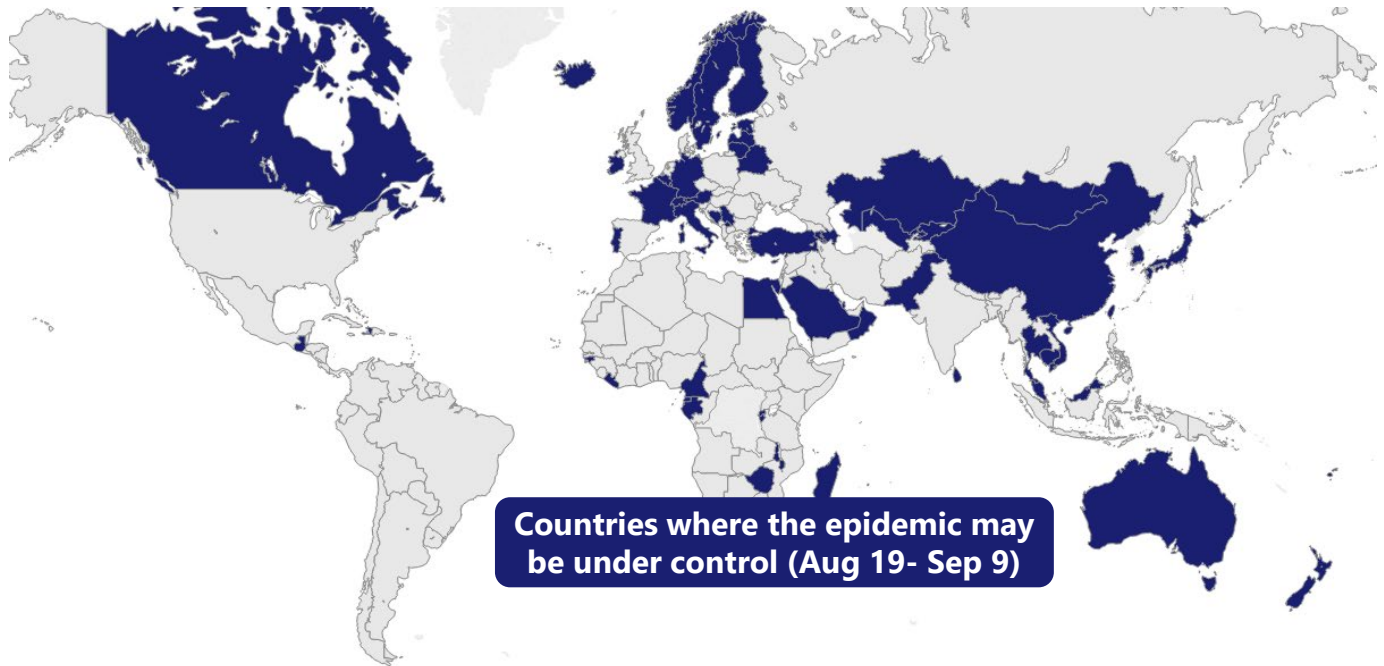 Countries where the epidemic may
be under control (Aug 19- Sep 9)